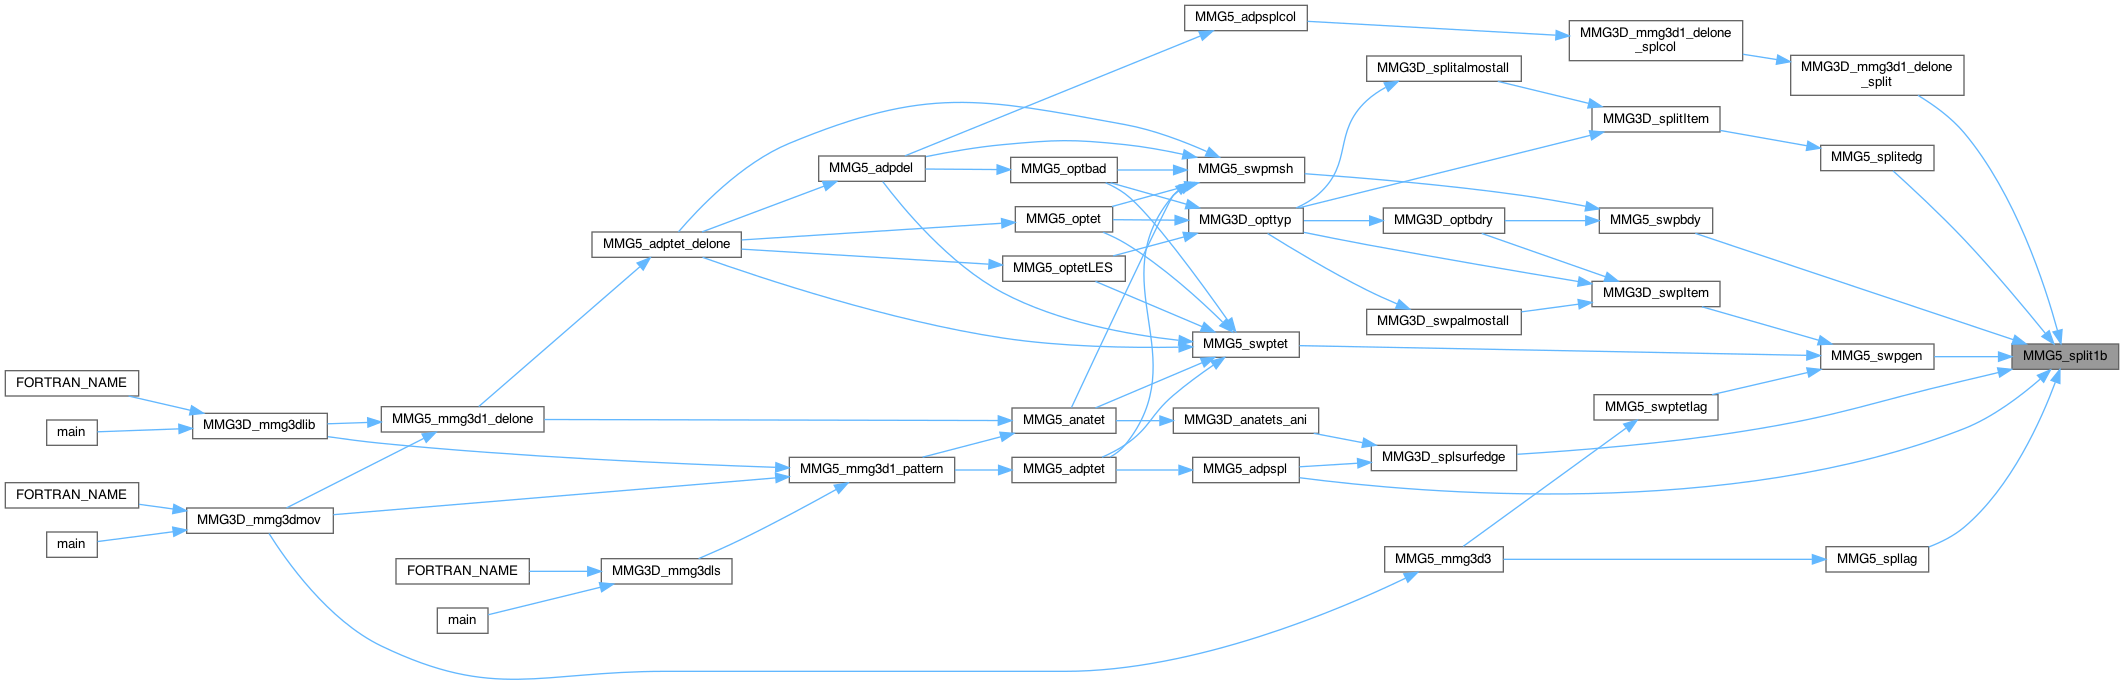 MMG5_adpsplcol
MMG3D_mmg3d1_delone
_splcol
MMG3D_mmg3d1_delone
_split
MMG3D_splitalmostall
MMG3D_splitItem
MMG5_splitedg
MMG5_adpdel
MMG5_optbad
MMG5_swpmsh
MMG5_optet
MMG3D_opttyp
MMG3D_optbdry
MMG5_swpbdy
MMG5_adptet_delone
MMG5_optetLES
MMG3D_swpItem
MMG3D_swpalmostall
MMG5_swptet
MMG5_swpgen
MMG5_split1b
FORTRAN_NAME
main
MMG3D_mmg3dlib
MMG5_mmg3d1_delone
MMG5_anatet
MMG3D_anatets_ani
MMG5_swptetlag
MMG3D_splsurfedge
MMG5_mmg3d1_pattern
MMG5_adptet
MMG5_adpspl
FORTRAN_NAME
main
MMG3D_mmg3dmov
FORTRAN_NAME
main
MMG3D_mmg3dls
MMG5_mmg3d3
MMG5_spllag